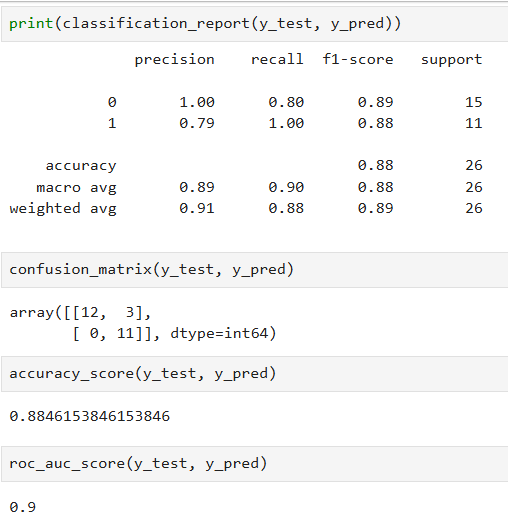 print(classification_report(y_test, y_pred))
precision recall f1-score support
0 1.00 0.80 0.89 15
1 0.79 1.00 0.88 11
accuracy 0.88 26
macro avg 0.89 0.90 0.88 26
weighted avg 0.91 0.88 0.89 26
confusion_matrix(y_test, y_pred)
array([[12, 3],
[ 0, 11]], dtype=int64)
accuracy_score(y_test, y_pred)
0.8846153846153846
roc_auc_score(y_test, y_pred)
0.9